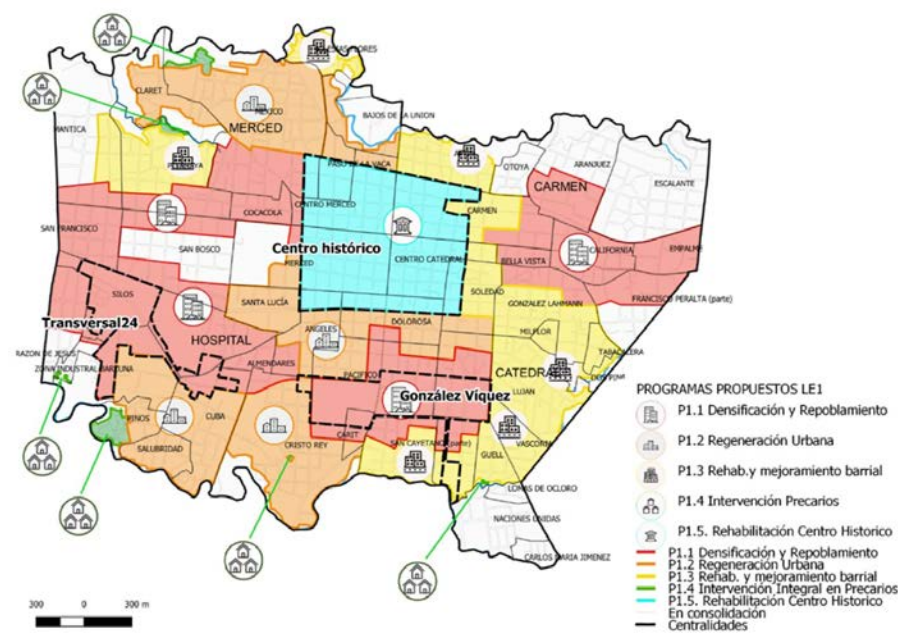 IGLESIAS FLORES
CLARET
MEXICO
MERCED
BAJOS DE LA UNION
MANTICA
PASO DE LA VACA
OTOYA
ARANJUEZ
ESCALANTE
CARMEN
CENTRO MERCED
COCACOLA
CARMEN
SAN FRANCISCO
SAN BOSCO
Centro histórico
MERCED
CENTRO CATEDRAL
BELLA VISTA
CALIFORNIA
EMPALME
SOLEDAD
SILOS
SANTA LUCÍA
GONZALEZ LAHMANN
FRANCISCO PERALTA (parte)
Transversal24
DOLOROSA
ANGELES
MILFLOR
HOSPITAL
TABACALERA
RAZON DE JESUS
ALMENDARES
PACIFICO
CATEDRAL
ZONA INDUSTRIAL BARZUNA
LUJAN
González Víquez
PINOS
CUBA
CRISTO REY
CARIT
SAN CAYETANO (parte)
VASCONIA
SALUBRIDAD
GUELL
LOMAS DE OCLORO
NACIONES UNIDAS
CARLOS MARIA JIMENEZ
PROGRAMAS PROPUESTOS LE1
P1.1 Densificación y Repoblamiento
P1.2 Regeneración Urbana
P1.3 Rehab.y mejoramiento barrial
P1.4 Intervención Precarios
P1.5. Rehabilitación Centro Historico
P1.1 Densificación y Repoblamiento
P1.2 Regeneración Urbana
P1.3 Rehab. y mejoramiento barrial
P1.4 Intervención Integral en Precarios
P1.5. Rehabilitación Centro Historico
En consolidación
Centralidades
300 0 300 m